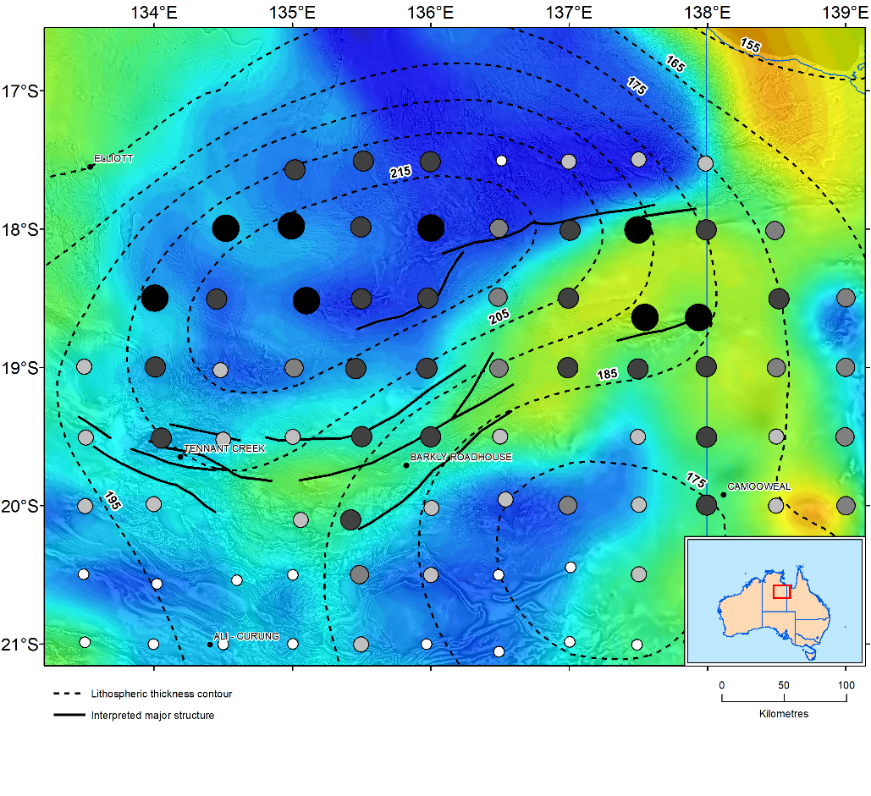 134°E 135°E 136°E 137°E 138°E 139°E
155
165
175
17°S
ELLIOTT
215
18°S
205
19°S
185
TENNANT CREEK
BARKLY ROADHOUSE
175
CAMOOWEAL
195
20°S
ALI - CURUNG
21°S
Lithospheric thickness contour
Interpreted major structure
0 50 100
Kilometres